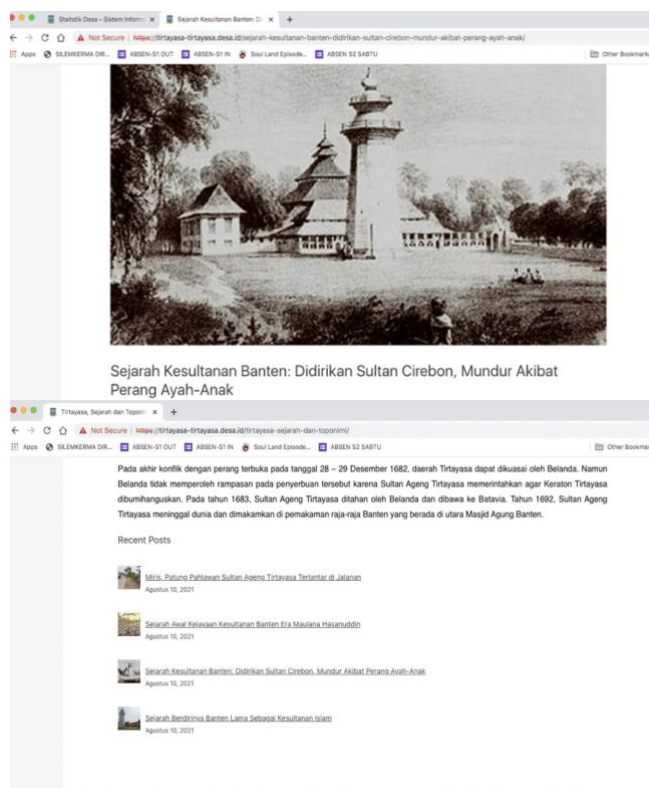 Statistik Desa – Sistem Inform...
Sejarah Kesultanan Banten: Di
Not Secure | https://tirtayasa-tirtayasa.desa.id/sejarah-kesultanan-banten-didirikan-sultan-cirebon-mundur-akibat-perang-ayah-anak/
Apps SILEMKERMA DIR... ABSEN-S1 OUT ABSEN-S1 IN Soul Land Episode... ABSEN S2 SABTU Other Bookmark
Sejarah Kesultanan Banten: Didirikan Sultan Cirebon, Mundur Akibat
Perang Ayah-Anak
Tirtayasa, Sejarah dan Toponi
Not Secure | https://tirtayasa-tirtayasa.desa.id/tirtayasa-sejarah-dan-toponimi/
Apps SILEMKERMA DIR... ABSEN-S1 OUT ABSEN-S1 IN Soul Land Episode... ABSEN S2 SABTU Other Bookmar
Pada akhir konflik dengan perang terbuka pada tanggal 28 – 29 Desember 1682, daerah Tirtayasa dapat dikuasai oleh Belanda. Namun
Belanda tidak memperoleh rampasan pada penyerbuan tersebut karena Sultan Ageng Tirtayasa memerintahkan agar Keraton Tirtayasa
dibumihanguskan. Pada tahun 1683, Sultan Ageng Tirtayasa ditahan oleh Belanda dan dibawa ke Batavia. Tahun 1692, Sultan Ageng
Tirtayasa meninggal dunia dan dimakamkan di pemakaman raja-raja Banten yang berada di utara Masjid Agung Banten.
Recent Posts
Miris, Patung Pahlawan Sultan Ageng Tirtayasa Terlantar di Jalanan
Agustus 10, 2021
Sejarah Awal Kejayaan Kesultanan Banten Era Maulana Hasanuddin
Agustus 10, 2021
Sejarah Kesultanan Banten: Didirikan Sultan Cirebon, Mundur Akibat Perang Ayah-Anak
Agustus 10, 2021
Sejarah Berdirinya Banten Lama Sebagai Kesultanan Islam
Agustus 10, 2021